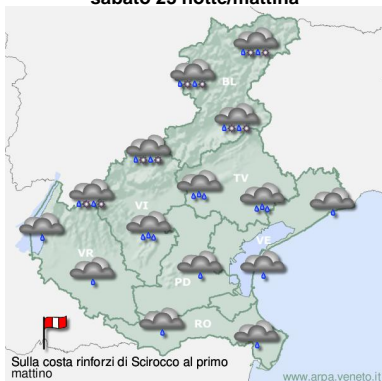 sabato 25 notte/mattina
BL
TV
VI
VE
VR
PD
RO
Sulla costa rinforzi di Scirocco al primo
mattino
www.arpa.veneto.it